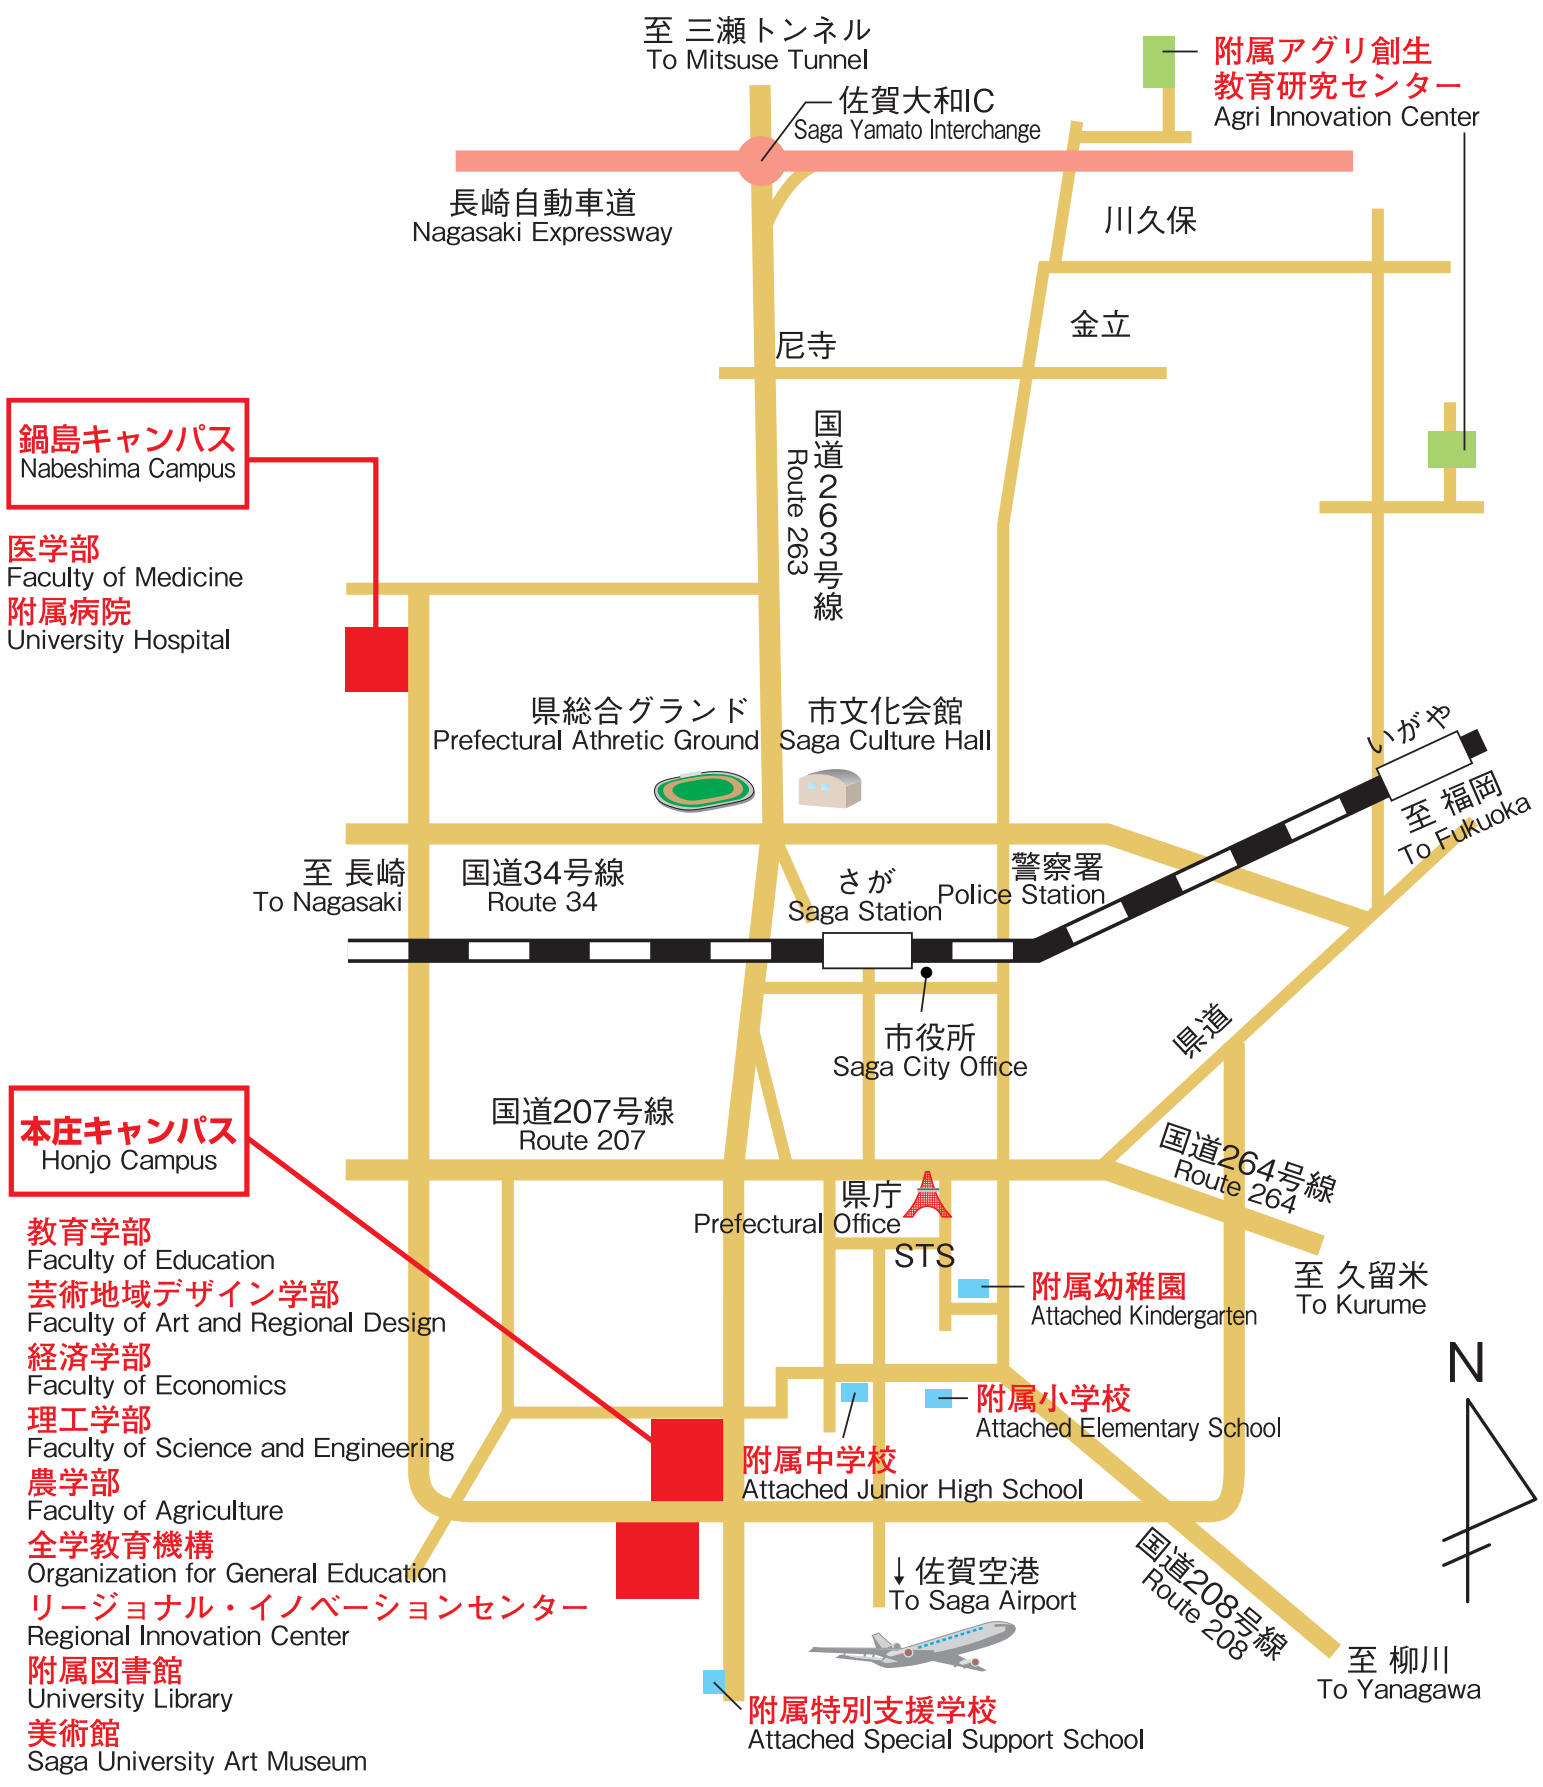 至 三瀬トンネル
To Mitsuse Tunnel
附属アグリ創生
教育研究センター
Agri Innovation Center
佐賀大和IC
Saga Yamato Interchange
長崎自動車道
Nagasaki Expressway
川久保
金立
尼寺
国道263号線
Route 263
鍋島キャンパス
Nabeshima Campus
医学部
Faculty of Medicine
附属病院
University Hospital
県総合グランド
Prefectural Athretic Ground
市文化会館
Saga Culture Hall
いがや
至 福岡
To Fukuoka
至 長崎
To Nagasaki
国道34号線
Route 34
さが
Saga Station
警察署
Police Station
市役所
Saga City Office
県道
国道207号線
Route 207
国道264号線
Route 264
至 久留米
To Kurume
県庁
Prefectural Office
STS
附属幼稚園
Attached Kindergarten
本庄キャンパス
Honjo Campus
教育学部
Faculty of Education
芸術地域デザイン学部
Faculty of Art and Regional Design
経済学部
Faculty of Economics
理工学部
Faculty of Science and Engineering
農学部
Faculty of Agriculture
全学教育機構
Organization for General Education
リージョナル・イノベーションセンター
Regional Innovation Center
附属図書館
University Library
美術館
Saga University Art Museum
附属小学校
Attached Elementary School
附属中学校
Attached Junior High School
N
↓ 佐賀空港
To Saga Airport
国道208号線
Route 208
至 柳川
To Yanagawa
附属特別支援学校
Attached Special Support School